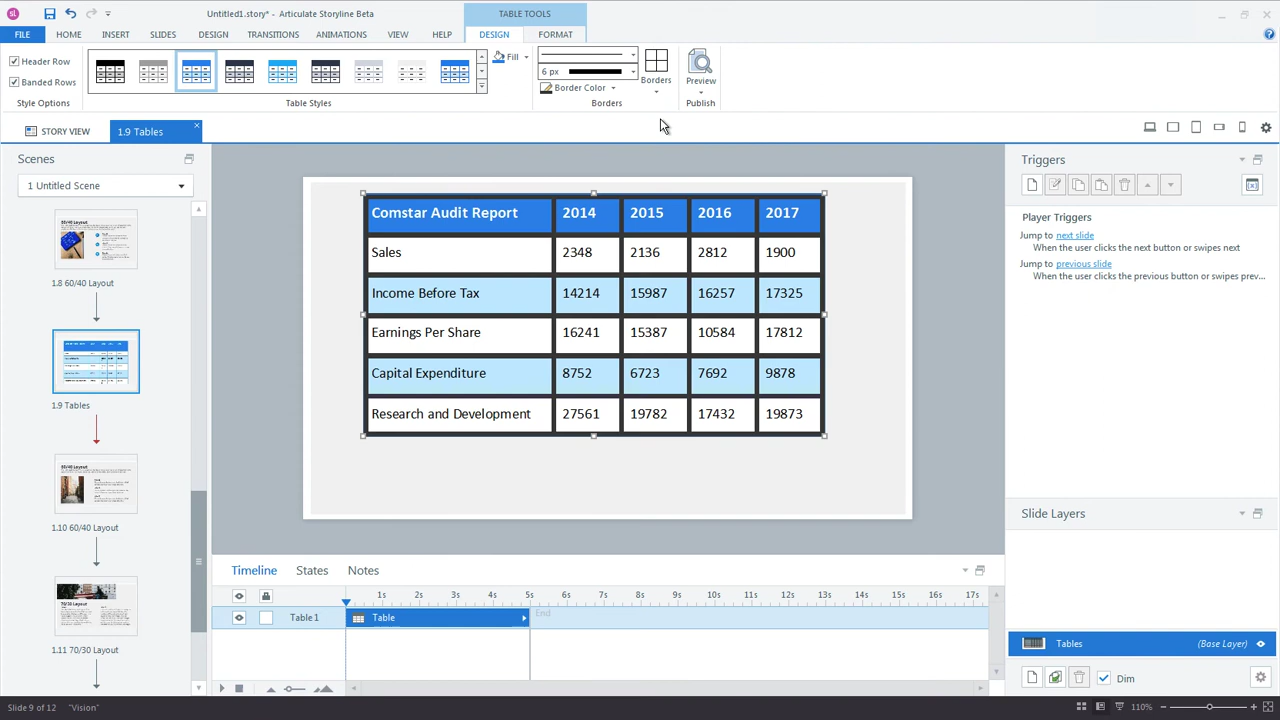 sl Untitled1.story* - Articulate Storyline Beta
TABLE TOOLS
FILE HOME INSERT SLIDES DESIGN TRANSITIONS ANIMATIONS VIEW HELP DESIGN FORMAT
Header Row
Banded Rows
Style Options
Table Styles
Fill
6 px
Border Color
Borders
Borders
Preview
Publish
STORY VIEW
1.9 Tables
Scenes
1 Untitled Scene
1.8 60/40 Layout
1.9 Tables
60/40 Layout
1.10 60/40 Layout
70/30 Layout
1.11 70/30 Layout
Comstar Audit Report 2014 2015 2016 2017
Sales 2348 2136 2812 1900
Income Before Tax 14214 15987 16257 17325
Earnings Per Share 16241 15387 10584 17812
Capital Expenditure 8752 6723 7692 9878
Research and Development 27561 19782 17432 19873
Timeline States Notes
1s 2s 3s 4s 5s 6s 7s 8s 9s 10s 11s 12s 13s 14s 15s 16s 17s
Table 1
Table
End
Triggers
Player Triggers
Jump to next slide
When the user clicks the next button or swipes next
Jump to previous slide
When the user clicks the previous button or swipes prev...
Slide Layers
Tables (Base Layer)
Dim
Slide 9 of 12 "Vision"
110%